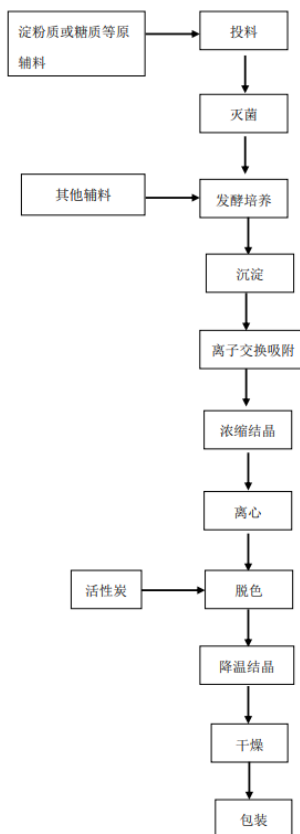 淀粉质或糖质等原
辅料
投料
灭菌
其他辅料
发酵培养
沉淀
离子交换吸附
浓缩结晶
离心
活性炭
脱色
降温结晶
干燥
包装